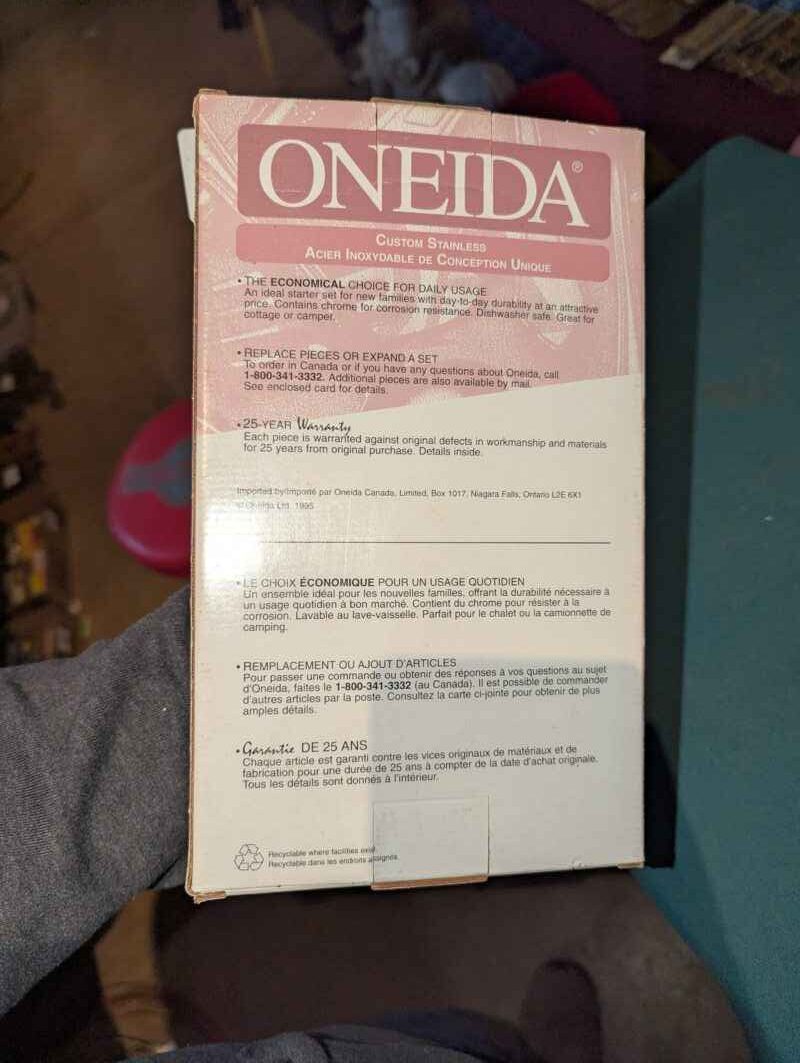 ONEIDA®
CUSTOM STAINLESS
ACIER INOXYDABLE DE CONCEPTION UNIQUE
• THE ECONOMICAL CHOICE FOR DAILY USAGE
An ideal starter set for new families with day-to-day durability at an attractive
price. Contains chrome for corrosion resistance. Dishwasher safe. Great for
cottage or camper.
• REPLACE PIECES OR EXPAND A SET
To order in Canada or if you have any questions about Oneida, call
1-800-341-3332. Additional pieces are also available by mail.
See enclosed card for details.
• 25-YEAR Warranty
Each piece is warranted against original defects in workmanship and materials
for 25 years from original purchase. Details inside.
Imported by/Importé par Oneida Canada, Limited, Box 1017, Niagara Falls, Ontario L2E 6X1
© Oneida Ltd. 1995
• LE CHOIX ÉCONOMIQUE POUR UN USAGE QUOTIDIEN
Un ensemble idéal pour les nouvelles familles, offrant la durabilité nécessaire à
un usage quotidien à bon marché. Contient du chrome pour résister à la
corrosion. Lavable au lave-vaisselle. Parfait pour le chalet ou la camionnette de
camping.
• REMPLACEMENT OU AJOUT D'ARTICLES
Pour passer une commande ou obtenir des réponses à vos questions au sujet
d'Oneida, faites le 1-800-341-3332 (au Canada). Il est possible de commander
d'autres articles par la poste. Consultez la carte ci-jointe pour obtenir de plus
amples détails.
• Garantie DE 25 ANS
Chaque article est garanti contre les vices originaux de matériaux et de
fabrication pour une durée de 25 ans à compter de la date d'achat originale.
Tous les détails sont donnés à l'intérieur.
Recyclable where facilities exist.
Recyclable dans les endroits assignés.